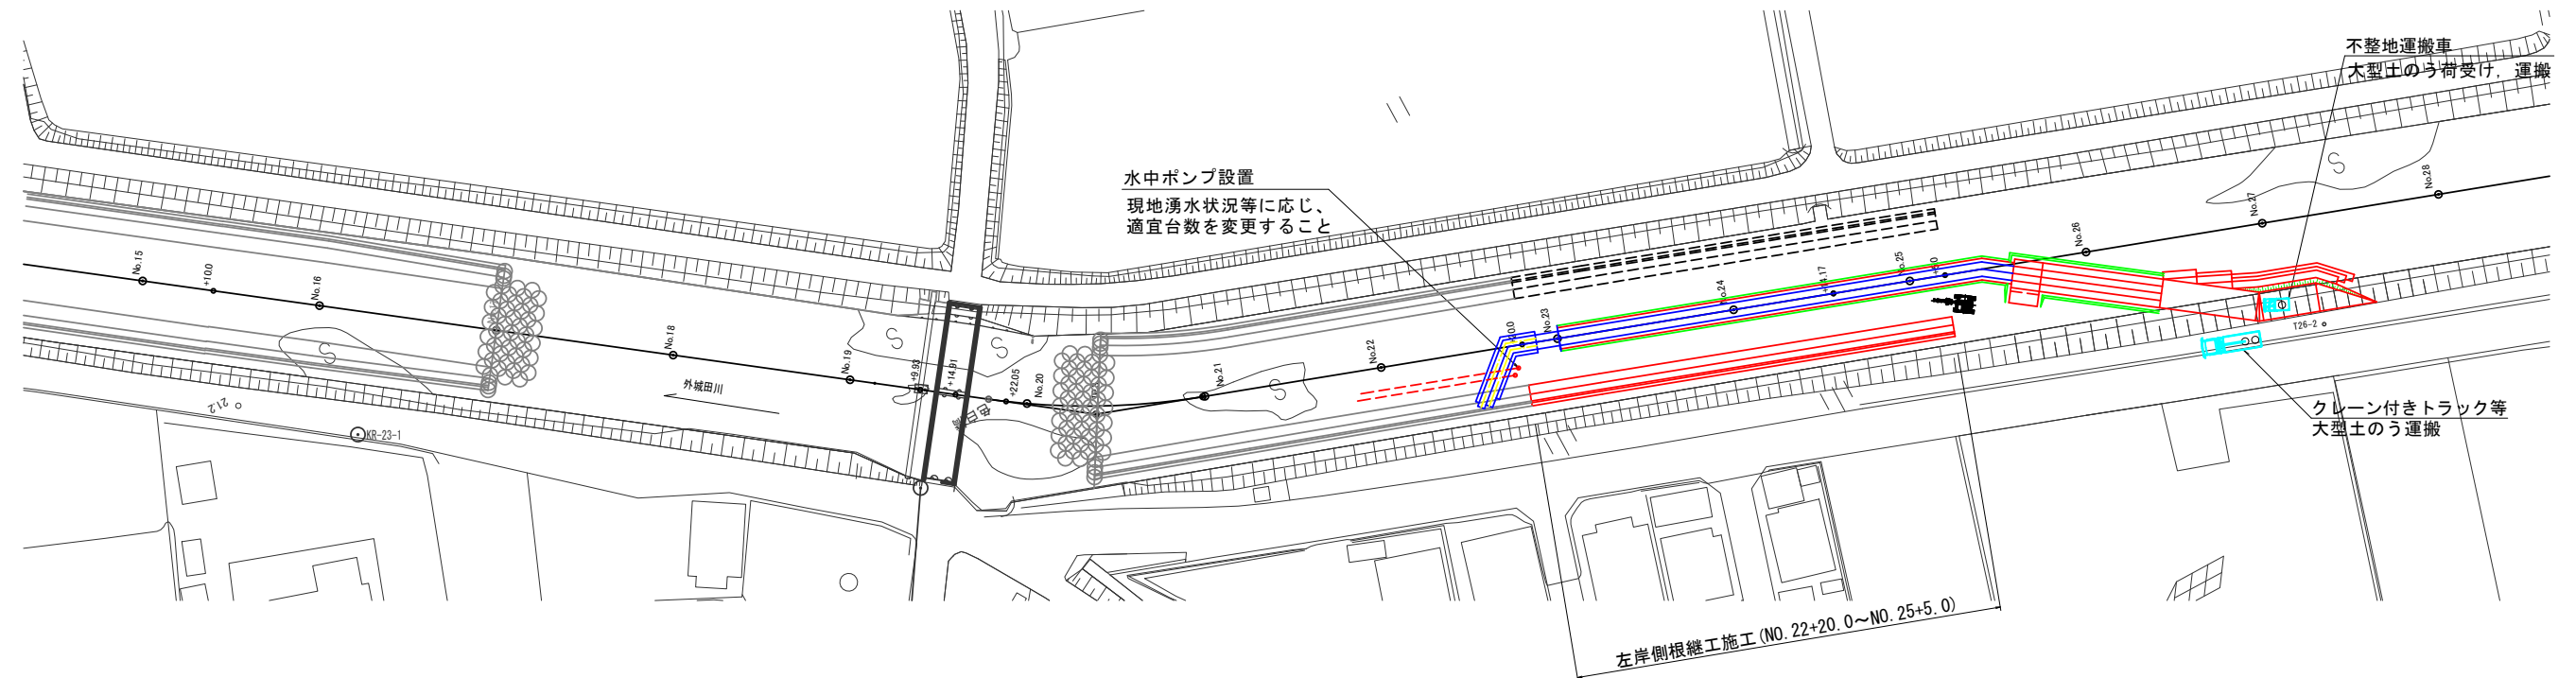 不整地運搬車
大型土のう荷受け，運搬
水中ポンプ設置
現地湧水状況等に応じ、
適宜台数を変更すること
No.15
+10.0
No.16
No.18
No.19
+9.93
+14.91
+22.05
No.20
No.21
No.22
No.23
No.24
No.25
No.26
No.27
No.28
外城田川
21.2
KR-23-1
T26-2
クレーン付きトラック等
大型土のう運搬
左岸側根継工施工(NO.22+20.0～NO.25+5.0)